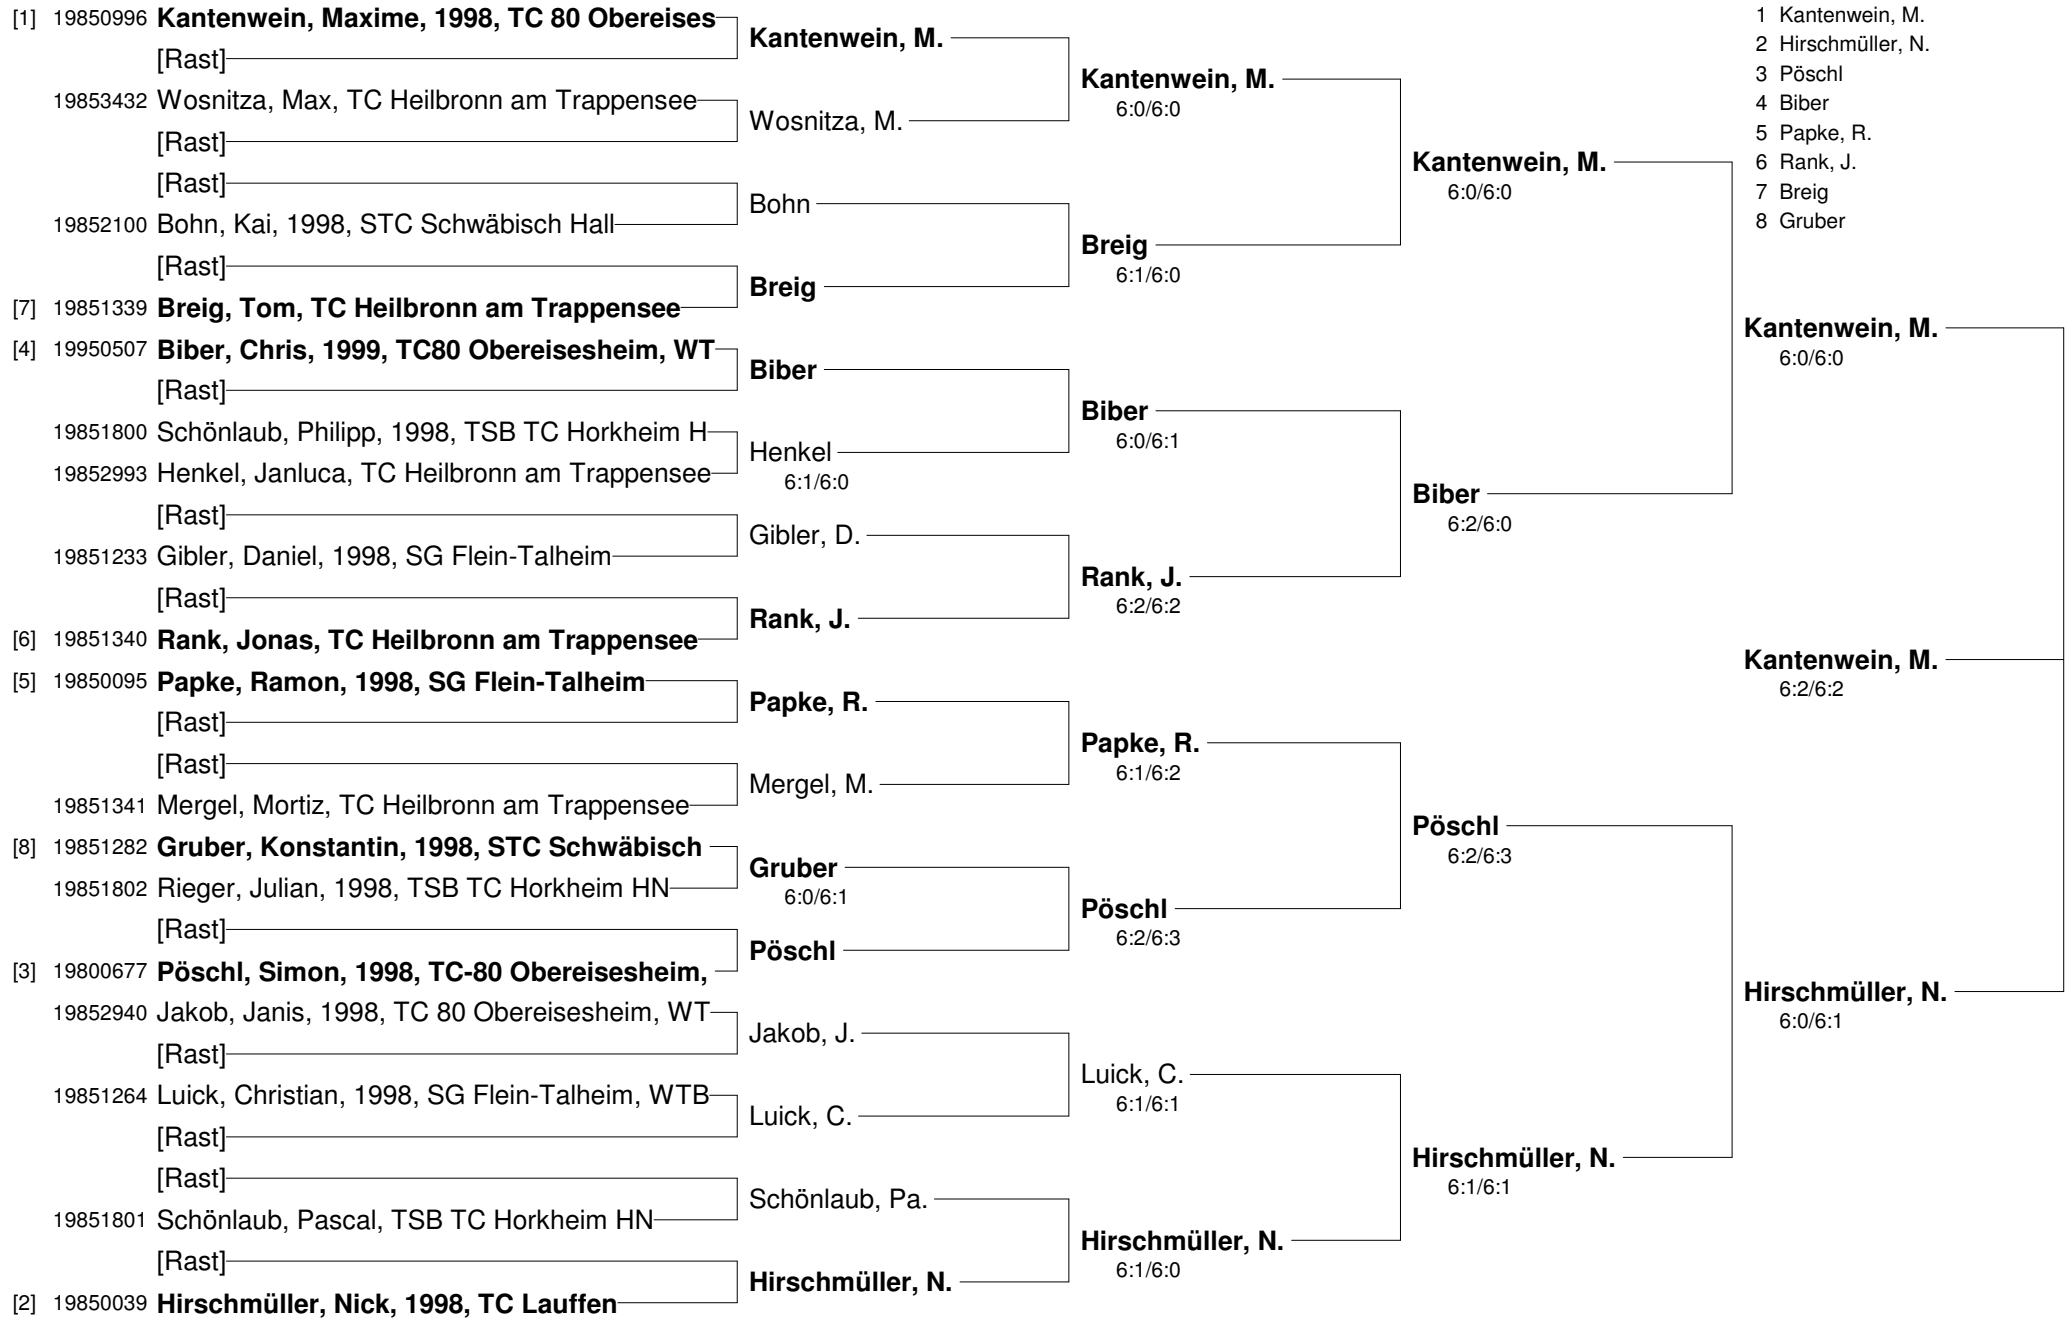 [1] 19850996 Kantenwein, Maxime, 1998, TC 80 Obereises
[Rast]
19853432 Wosnitza, Max, TC Heilbronn am Trappensee
[Rast]
[Rast]
19852100 Bohn, Kai, 1998, STC Schwäbisch Hall
[Rast]
[7] 19851339 Breig, Tom, TC Heilbronn am Trappensee
[4] 19950507 Biber, Chris, 1999, TC80 Obereisesheim, WT
[Rast]
19851800 Schönlaub, Philipp, 1998, TSB TC Horkheim H
19852993 Henkel, Janluca, TC Heilbronn am Trappensee
[Rast]
19851233 Gibler, Daniel, 1998, SG Flein-Talheim
[Rast]
[6] 19851340 Rank, Jonas, TC Heilbronn am Trappensee
[5] 19850095 Papke, Ramon, 1998, SG Flein-Talheim
[Rast]
[Rast]
19851341 Mergel, Mortiz, TC Heilbronn am Trappensee
[8] 19851282 Gruber, Konstantin, 1998, STC Schwäbisch
19851802 Rieger, Julian, 1998, TSB TC Horkheim HN
[Rast]
[3] 19800677 Pöschl, Simon, 1998, TC-80 Obereisesheim,
19852940 Jakob, Janis, 1998, TC 80 Obereisesheim, WT
[Rast]
19851264 Luick, Christian, 1998, SG Flein-Talheim, WTB
[Rast]
[Rast]
19851801 Schönlaub, Pascal, TSB TC Horkheim HN
[Rast]
[2] 19850039 Hirschmüller, Nick, 1998, TC Lauffen
Kantenwein, M.
Wosnitza, M.
Bohn
Breig
Biber
Henkel
6:1/6:0
Gibler, D.
Rank, J.
Papke, R.
Mergel, M.
Gruber
6:0/6:1
Pöschl
Jakob, J.
Luick, C.
Schönlaub, Pa.
Hirschmüller, N.
Kantenwein, M.
6:0/6:0
Breig
6:1/6:0
Biber
6:0/6:1
Rank, J.
6:2/6:2
Papke, R.
6:1/6:2
Pöschl
6:2/6:3
Luick, C.
6:1/6:1
Hirschmüller, N.
6:1/6:0
Kantenwein, M.
6:0/6:0
Biber
6:2/6:0
Pöschl
6:2/6:3
Hirschmüller, N.
6:1/6:1
Kantenwein, M.
6:0/6:0
Kantenwein, M.
6:2/6:2
Hirschmüller, N.
6:0/6:1
1 Kantenwein, M.
2 Hirschmüller, N.
3 Pöschl
4 Biber
5 Papke, R.
6 Rank, J.
7 Breig
8 Gruber